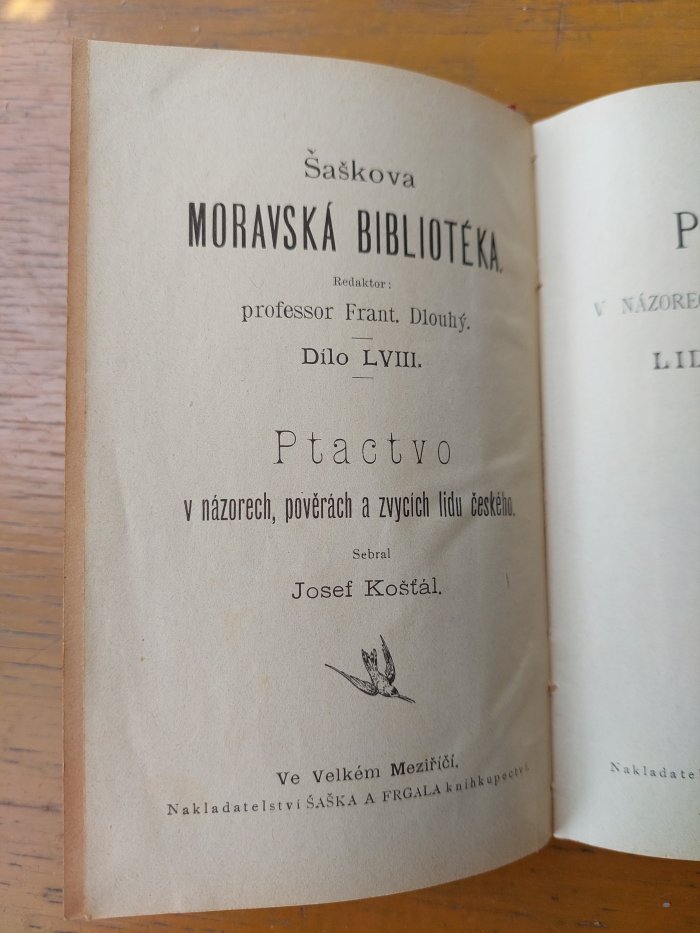 Šaškova
MORAVSKÁ BIBLIOTÉKA.
Redaktor:
professor Frant. Dlouhý.
Dílo LVIII.
Ptactvo
v názorech, pověrách a zvycích lidu českého.
Sebral
Josef Košťál.
Ve Velkém Meziříčí.
Nakladatelství ŠAŠKA A FRGALA knihkupectví.
P
V NÁZOREC
LID
Nakladatel